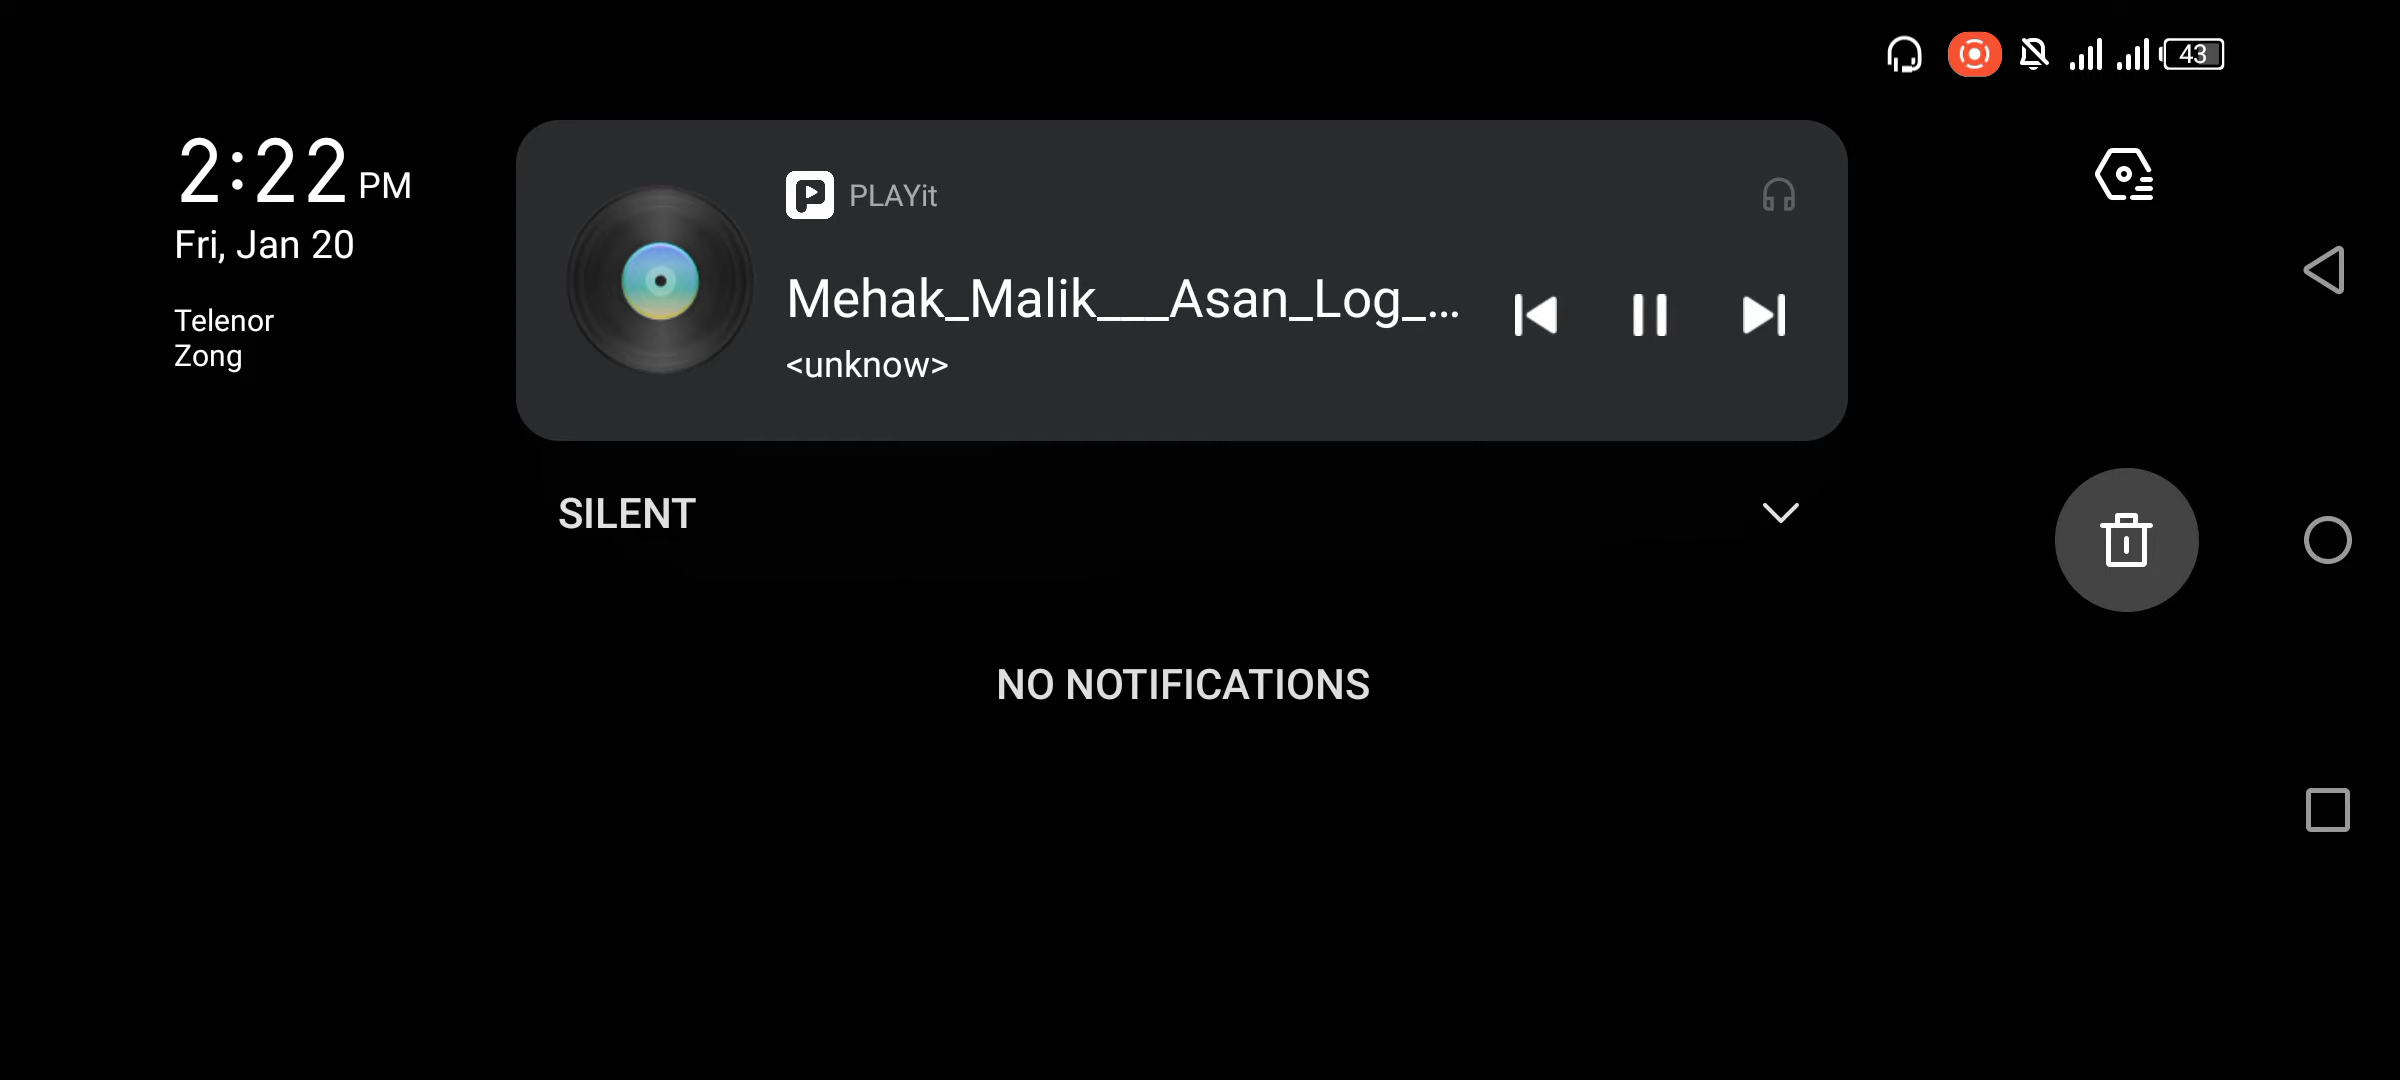 43
2:22 PM
Fri, Jan 20
Telenor
Zong
PLAYit
Mehak_Malik___Asan_Log_...
<unknow>
SILENT
NO NOTIFICATIONS